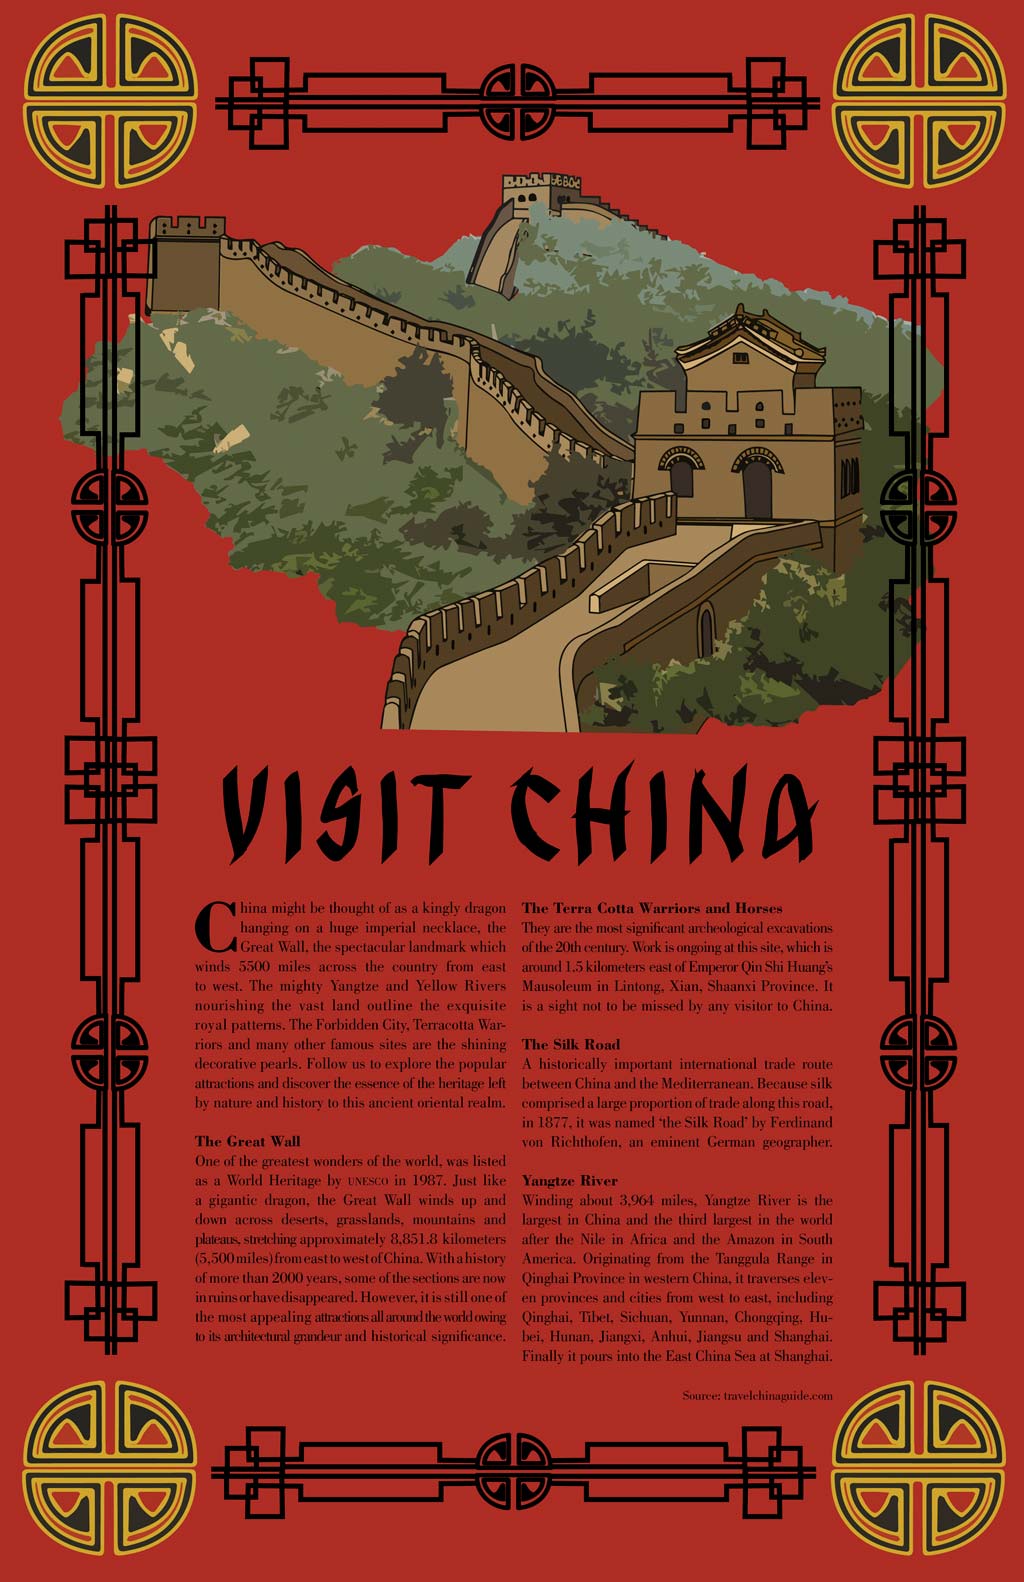 VISIT CHINA
China might be thought of as a kingly dragon
hanging on a huge imperial necklace, the
Great Wall, the spectacular landmark which
winds 5500 miles across the country from east
to west. The mighty Yangtze and Yellow Rivers
nourishing the vast land outline the exquisite
royal patterns. The Forbidden City, Terracotta War-
riors and many other famous sites are the shining
decorative pearls. Follow us to explore the popular
attractions and discover the essence of the heritage left
by nature and history to this ancient oriental realm.
The Great Wall
One of the greatest wonders of the world, was listed
as a World Heritage by UNESCO in 1987. Just like
a gigantic dragon, the Great Wall winds up and
down across deserts, grasslands, mountains and
plateaus, stretching approximately 8,851.8 kilometers
(5,500 miles) from east to west of China. With a history
of more than 2000 years, some of the sections are now
in ruins or have disappeared. However, it is still one of
the most appealing attractions all around the world owing
to its architectural grandeur and historical significance.
The Terra Cotta Warriors and Horses
They are the most significant archeological excavations
of the 20th century. Work is ongoing at this site, which is
around 1.5 kilometers east of Emperor Qin Shi Huang's
Mausoleum in Lintong, Xian, Shaanxi Province. It
is a sight not to be missed by any visitor to China.
The Silk Road
A historically important international trade route
between China and the Mediterranean. Because silk
comprised a large proportion of trade along this road,
in 1877, it was named 'the Silk Road' by Ferdinand
von Richthofen, an eminent German geographer.
Yangtze River
Winding about 3,964 miles, Yangtze River is the
largest in China and the third largest in the world
after the Nile in Africa and the Amazon in South
America. Originating from the Tanggula Range in
Qinghai Province in western China, it traverses elev-
en provinces and cities from west to east, including
Qinghai, Tibet, Sichuan, Yunnan, Chongqing, Hu-
bei, Hunan, Jiangxi, Anhui, Jiangsu and Shanghai.
Finally it pours into the East China Sea at Shanghai.
Source: travelchinaguide.com